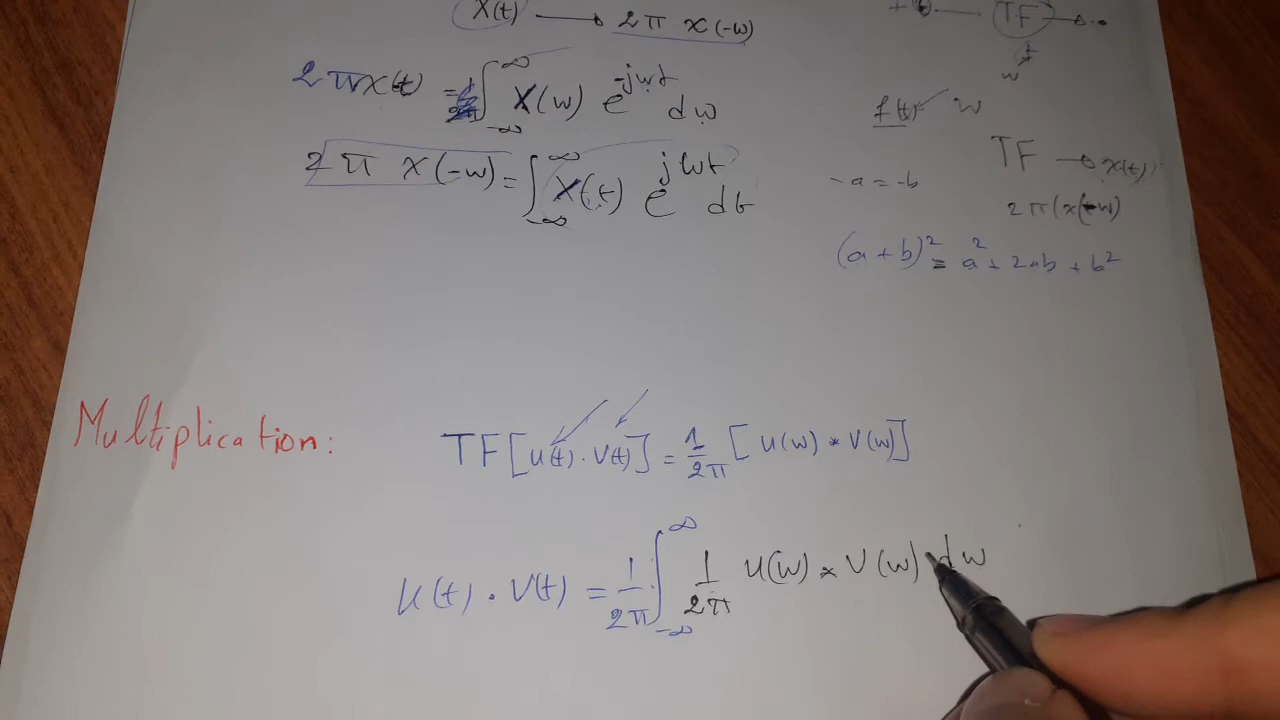 X(t) → 2π x(-w)
+ TF
w
2πx(t) = ∫_{-∞}^{∞} X(w) e^{-jwt} dw
f(t) w
2π x(-w) = ∫_{-∞}^{∞} X(t) e^{jwt} dt
TF → x(t)
-a = -b
2π(x(-w)
(a+b)² = a² + 2ab + b²
Multiplication: TF[u(t).V(t)] = 1/2π [U(w) * V(w)]
U(t) . V(t) = 1/2π ∫_{-∞}^{∞} 1/2π U(w) * V(w) dw